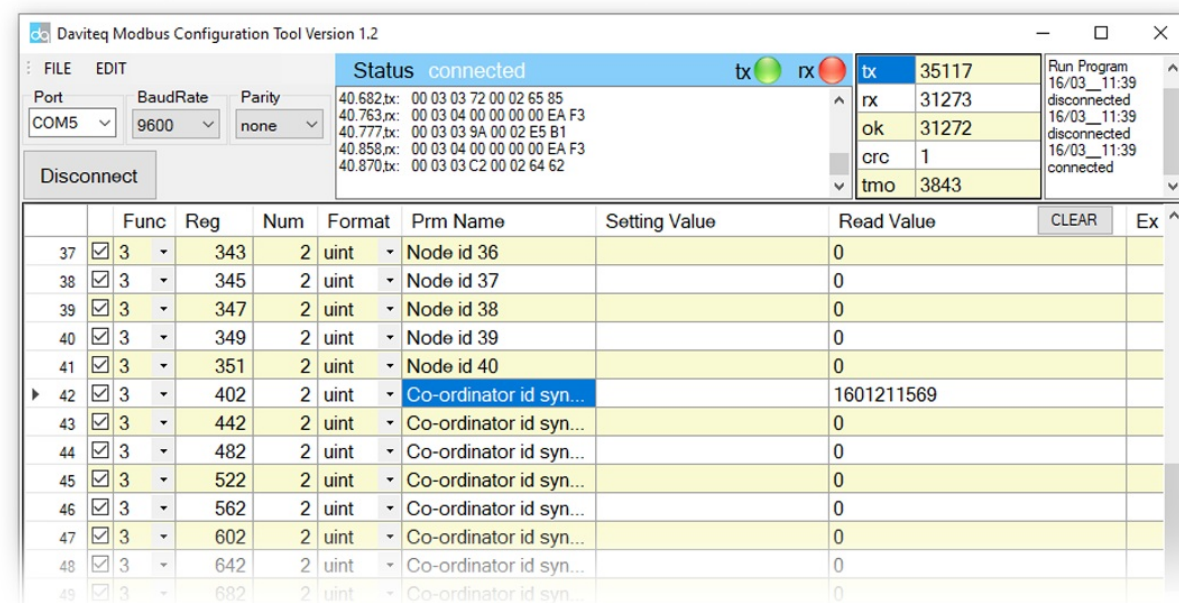 dq Daviteq Modbus Configuration Tool Version 1.2
FILE EDIT
Status connected tx rx
Port BaudRate Parity
COM5 9600 none
Disconnect
40.682,tx: 00 03 03 72 00 02 65 85
40.763,rx: 00 03 04 00 00 00 00 EA F3
40.777,tx: 00 03 03 9A 00 02 E5 B1
40.858,rx: 00 03 04 00 00 00 00 EA F3
40.870,tx: 00 03 03 C2 00 02 64 62
tx 35117
rx 31273
ok 31272
crc 1
tmo 3843
Run Program
16/03__11:39
disconnected
16/03__11:39
disconnected
16/03__11:39
connected
Func Reg Num Format Prm Name Setting Value Read Value CLEAR Ex
37 3 343 2 uint Node id 36 0
38 3 345 2 uint Node id 37 0
39 3 347 2 uint Node id 38 0
40 3 349 2 uint Node id 39 0
41 3 351 2 uint Node id 40 0
42 3 402 2 uint Co-ordinator id syn... 1601211569
43 3 442 2 uint Co-ordinator id syn... 0
44 3 482 2 uint Co-ordinator id syn... 0
45 3 522 2 uint Co-ordinator id syn... 0
46 3 562 2 uint Co-ordinator id syn... 0
47 3 602 2 uint Co-ordinator id syn... 0
48 3 642 2 uint Co-ordinator id syn... 0
49 3 682 2 uint Co-ordinator id syn... 0